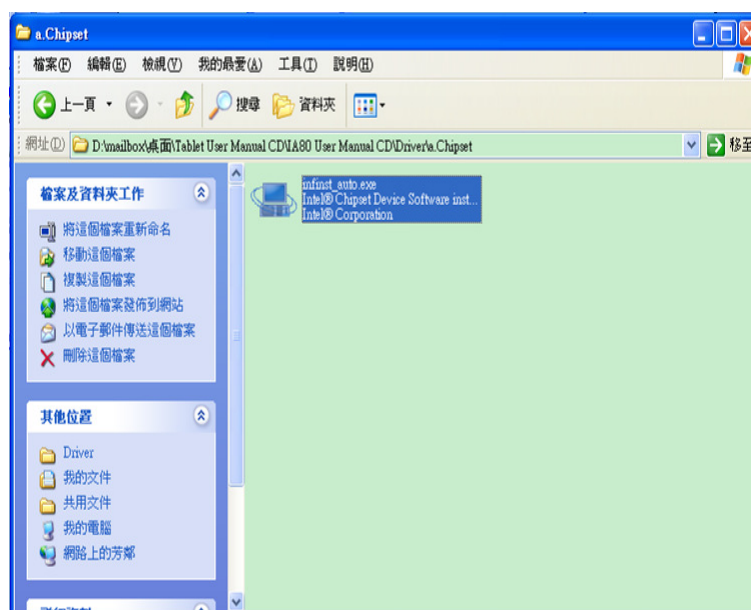 a.Chipset
檔案(F) 編輯(E) 檢視(V) 我的最愛(A) 工具(T) 說明(H)
上一頁 搜尋 資料夾
網址(D) D:\mailbox\桌面\Tablet User Manual CD\IA80 User Manual CD\Driver\a.Chipset 移至
檔案及資料夾工作
將這個檔案重新命名
移動這個檔案
複製這個檔案
將這個檔案發佈到網站
以電子郵件傳送這個檔案
刪除這個檔案
其他位置
Driver
我的文件
共用文件
我的電腦
網路上的芳鄰
詳細資料
infinst_auto.exe
Intel® Chipset Device Software inst...
Intel® Corporation